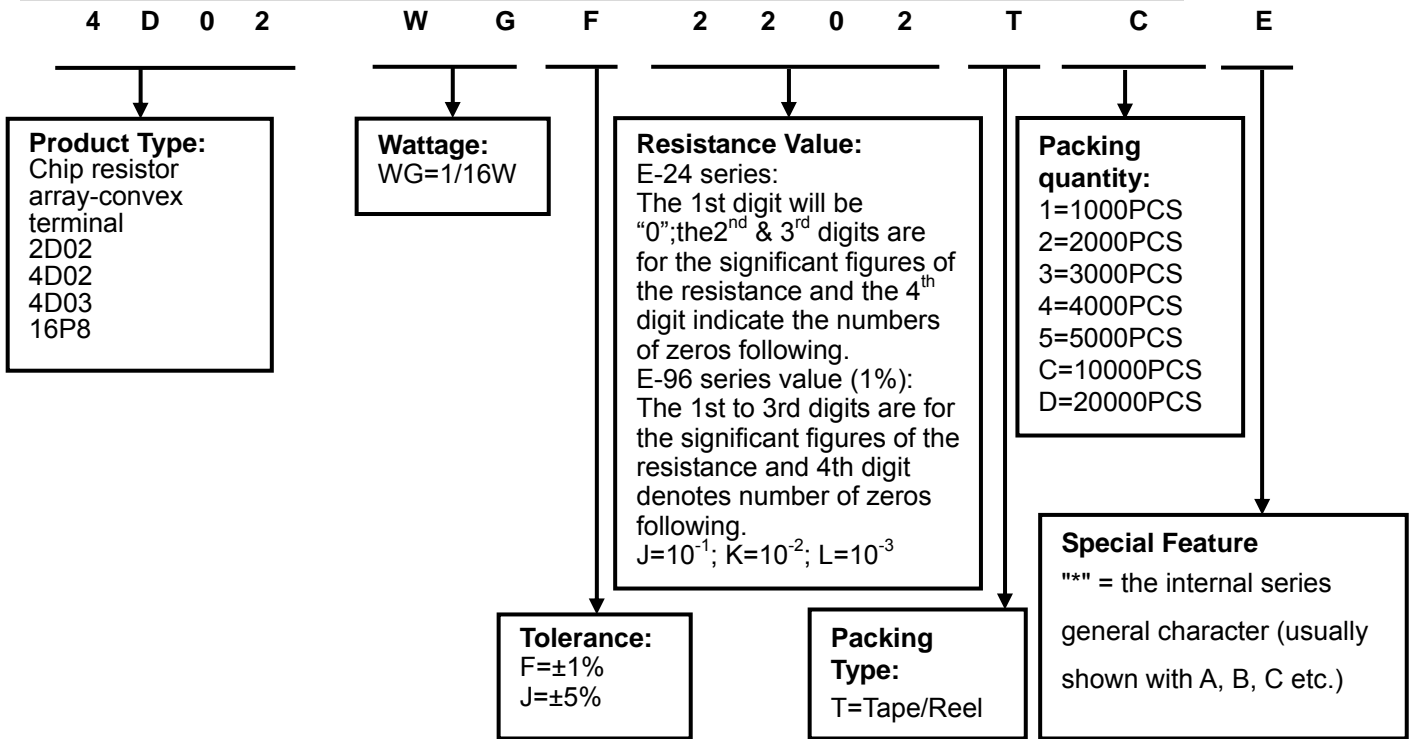 4 D 0 2 W G F 2 2 0 2 T C E
Product Type:
Chip resistor
array-convex
terminal
2D02
4D02
4D03
16P8
Wattage:
WG=1/16W
Resistance Value:
E-24 series:
The 1st digit will be
“0”;the2nd & 3rd digits are
for the significant figures of
the resistance and the 4th
digit indicate the numbers
of zeros following.
E-96 series value (1%):
The 1st to 3rd digits are for
the significant figures of the
resistance and 4th digit
denotes number of zeros
following.
J=10-1; K=10-2; L=10-3
Packing
quantity:
1=1000PCS
2=2000PCS
3=3000PCS
4=4000PCS
5=5000PCS
C=10000PCS
D=20000PCS
Tolerance:
F=±1%
J=±5%
Packing
Type:
T=Tape/Reel
Special Feature
"*" = the internal series
general character (usually
shown with A, B, C etc.)